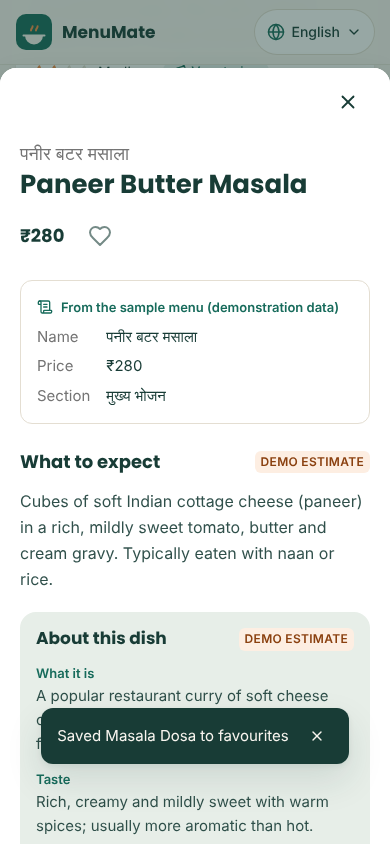 MenuMate
English
पनीर बटर मसाला
Paneer Butter Masala
₹280
From the sample menu (demonstration data)
Name पनीर बटर मसाला
Price ₹280
Section मुख्य भोजन
What to expect
DEMO ESTIMATE
Cubes of soft Indian cottage cheese (paneer)
in a rich, mildly sweet tomato, butter and
cream gravy. Typically eaten with naan or
rice.
About this dish
DEMO ESTIMATE
What it is
A popular restaurant curry of soft cheese
Saved Masala Dosa to favourites
Taste
Rich, creamy and mildly sweet with warm
spices; usually more aromatic than hot.